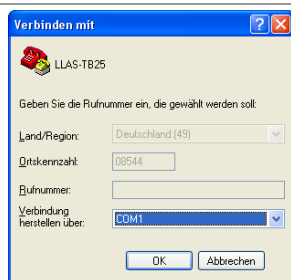 Verbinden mit
LLAS-TB25
Geben Sie die Rufnummer ein, die gewählt werden soll:
Land/Region: Deutschland (49)
Ortskennzahl: 08544
Rufnummer:
Verbindung
herstellen über: COM1
OK Abbrechen